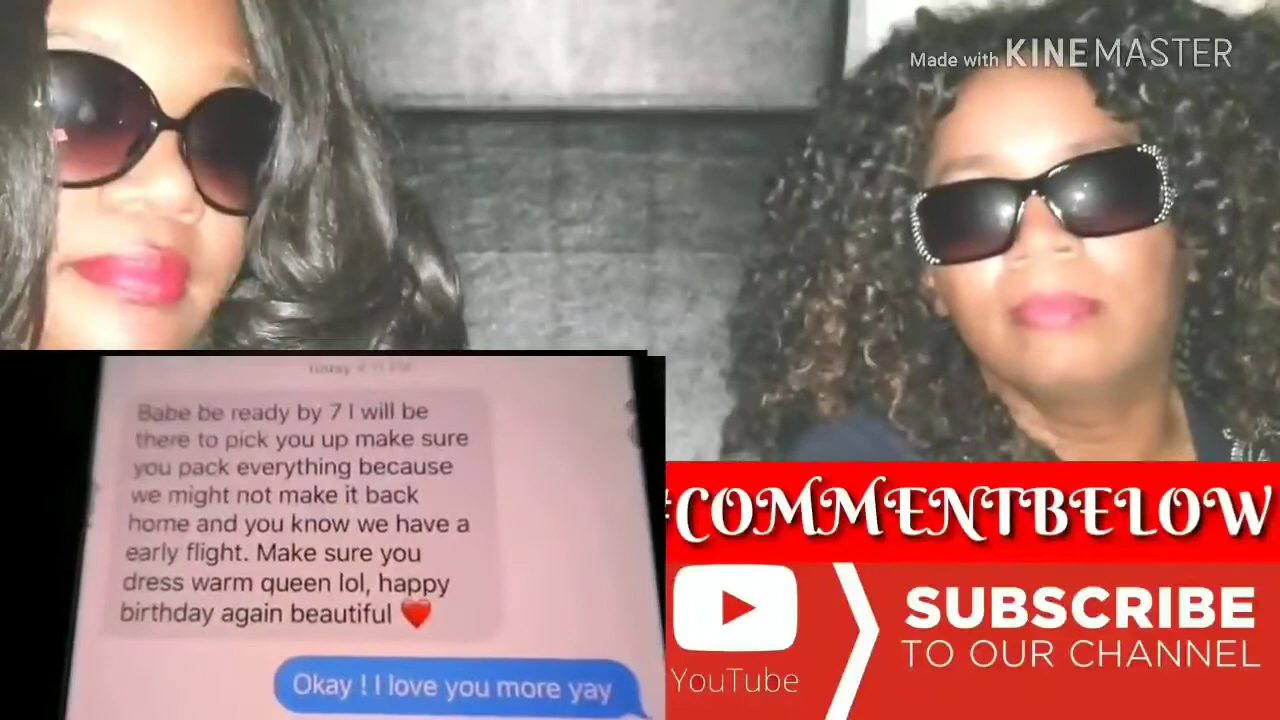 Made with KINEMASTER
Babe be ready by 7 I will be
there to pick you up make sure
you pack everything because
we might not make it back
home and you know we have a
early flight. Make sure you
dress warm queen lol, happy
birthday again beautiful ❤️
Okay ! I love you more yay
#COMMENTBELOW
SUBSCRIBE
TO OUR CHANNEL
YouTube